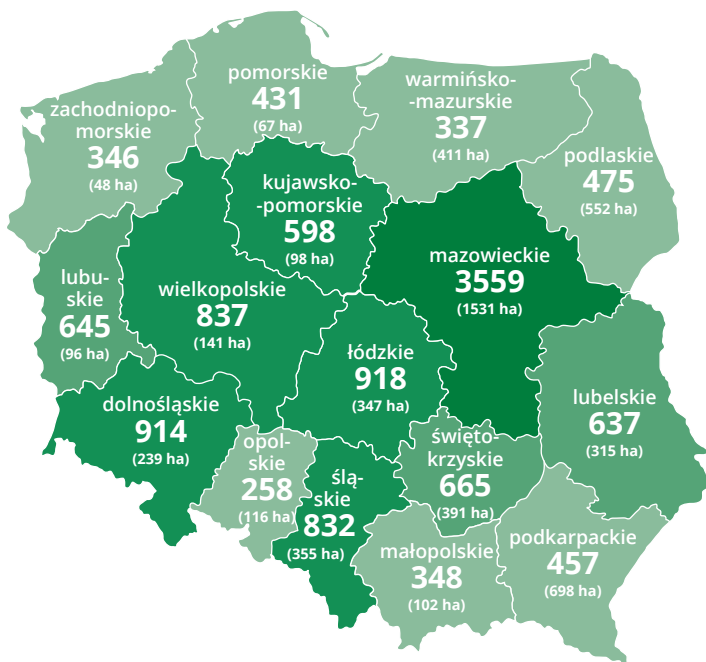 pomorskie
431
(67 ha)
warmińsko-
-mazurskie
337
(411 ha)
zachodniopo-
morskie
346
(48 ha)
podlaskie
475
(552 ha)
kujawsko-
-pomorskie
598
(98 ha)
mazowieckie
3559
(1531 ha)
lubu-
skie
645
(96 ha)
wielkopolskie
837
(141 ha)
łódzkie
918
(347 ha)
dolnośląskie
914
(239 ha)
lubelskie
637
(315 ha)
opol-
skie
258
(116 ha)
ślą-
skie
832
(355 ha)
święto-
krzyskie
665
(391 ha)
małopolskie
348
(102 ha)
podkarpackie
457
(698 ha)